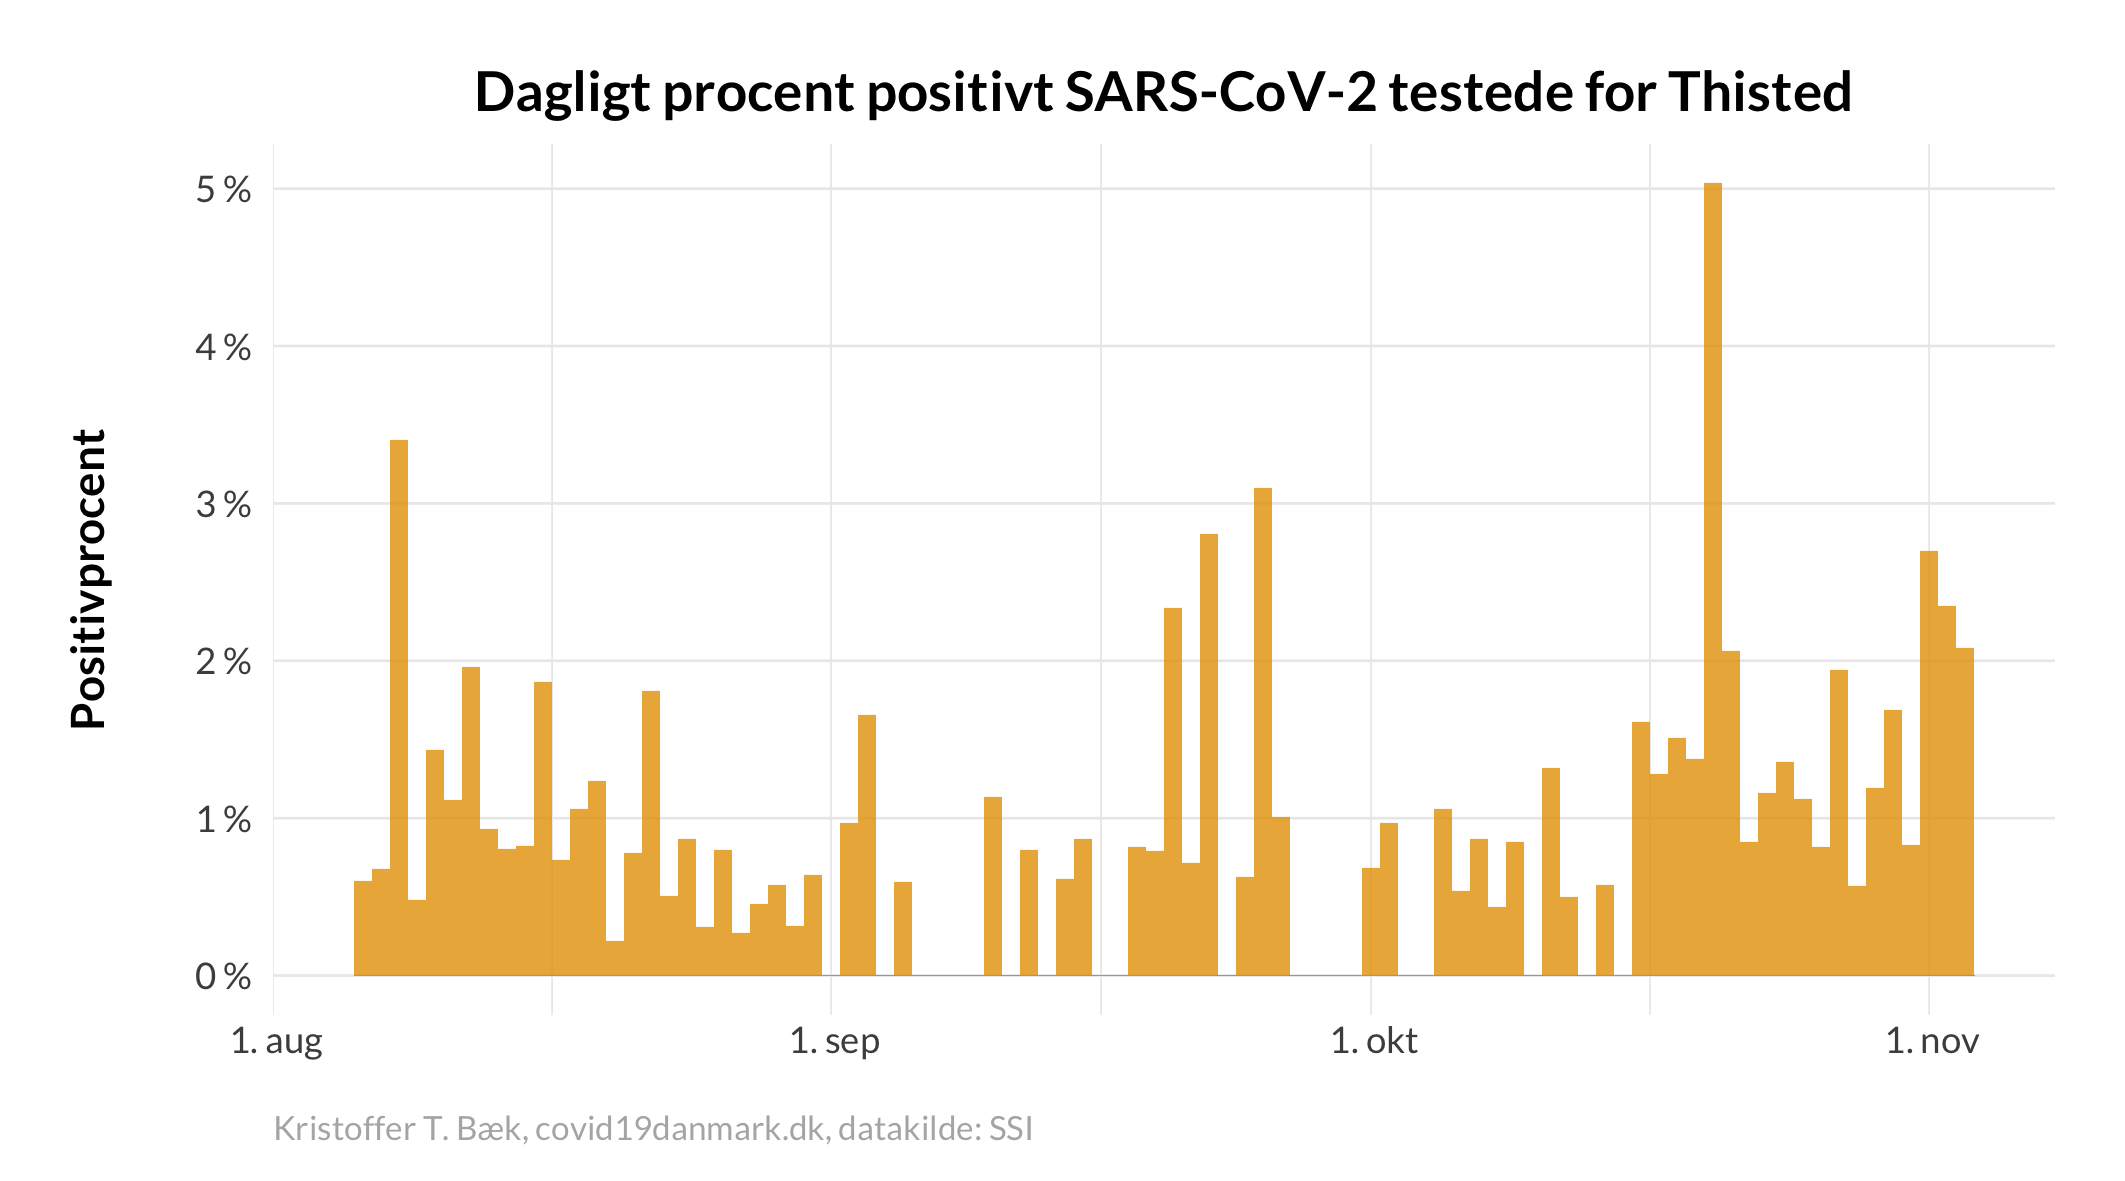 Dagligt procent positivt SARS-CoV-2 testede for Thisted
Positivprocent
5 %
4 %
3 %
2 %
1 %
0 %
1. aug
1. sep
1. okt
1. nov
Kristoffer T. Bæk, covid19danmark.dk, datakilde: SSI